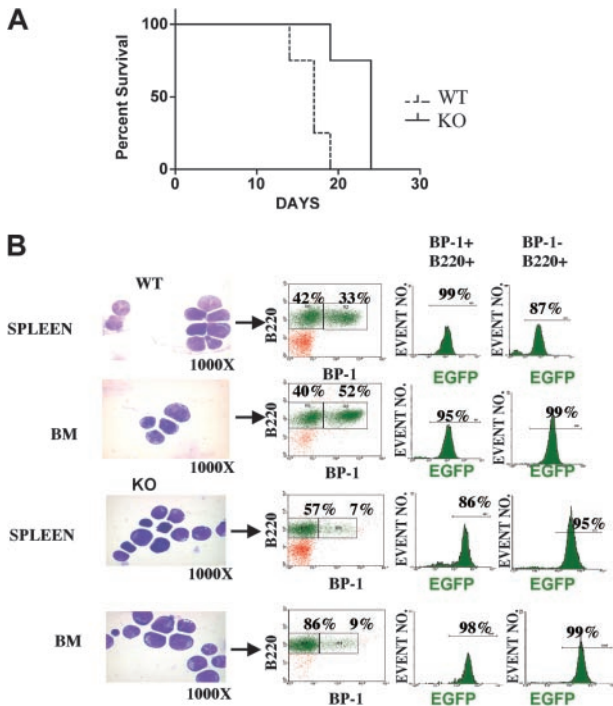 A
Percent Survival
100
50
0
0 10 20 30
DAYS
WT
KO
B
BP-1+ BP-1-
B220+ B220+
WT
SPLEEN
1000X
B220
42% 33%
BP-1
EVENT NO.
99%
EGFP
EVENT NO.
87%
EGFP
BM
1000X
B220
40% 52%
BP-1
EVENT NO.
95%
EGFP
EVENT NO.
99%
EGFP
KO
SPLEEN
1000X
B220
57% 7%
BP-1
EVENT NO.
86%
EGFP
EVENT NO.
95%
EGFP
BM
1000X
B220
86% 9%
BP-1
EVENT NO.
98%
EGFP
EVENT NO.
99%
EGFP